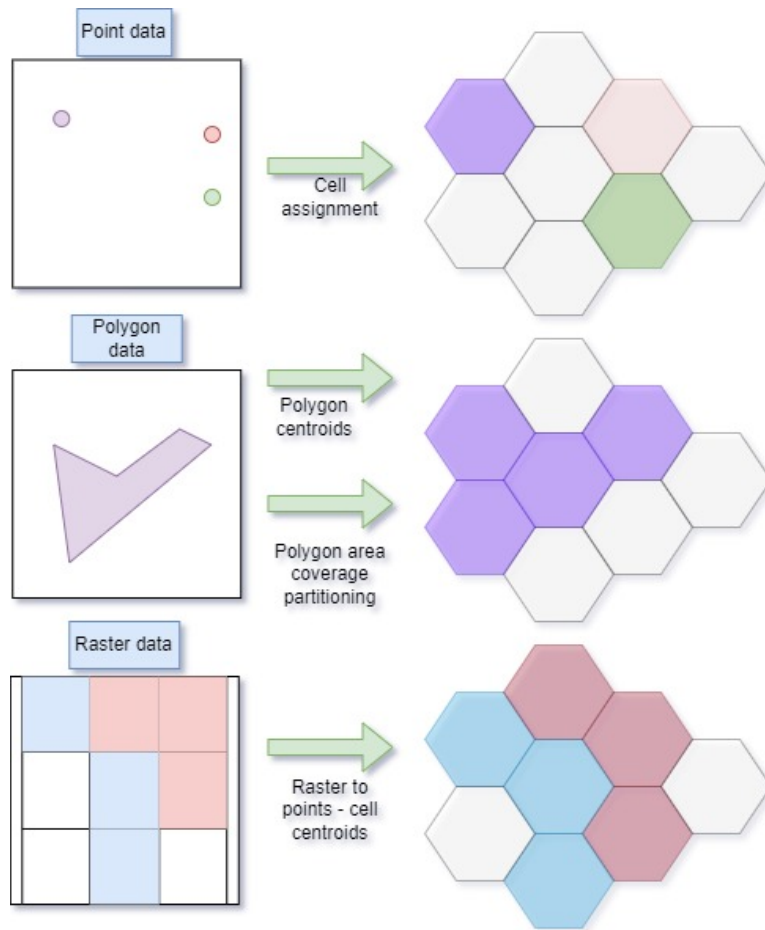 Point data
Cell
assignment
Polygon
data
Polygon
centroids
Polygon area
coverage
partitioning
Raster data
Raster to
points - cell
centroids